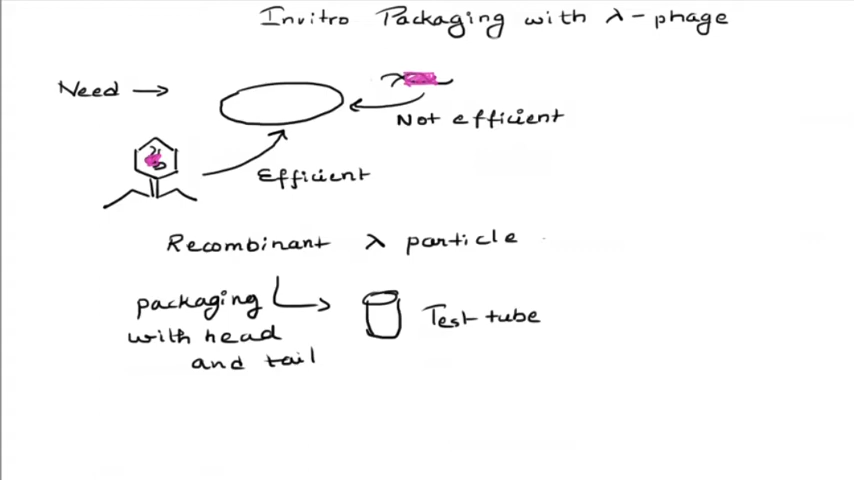 Invitro Packaging with λ-phage
Need →
Not efficient
Efficient
Recombinant λ particle
packaging
with head
and tail
Test tube